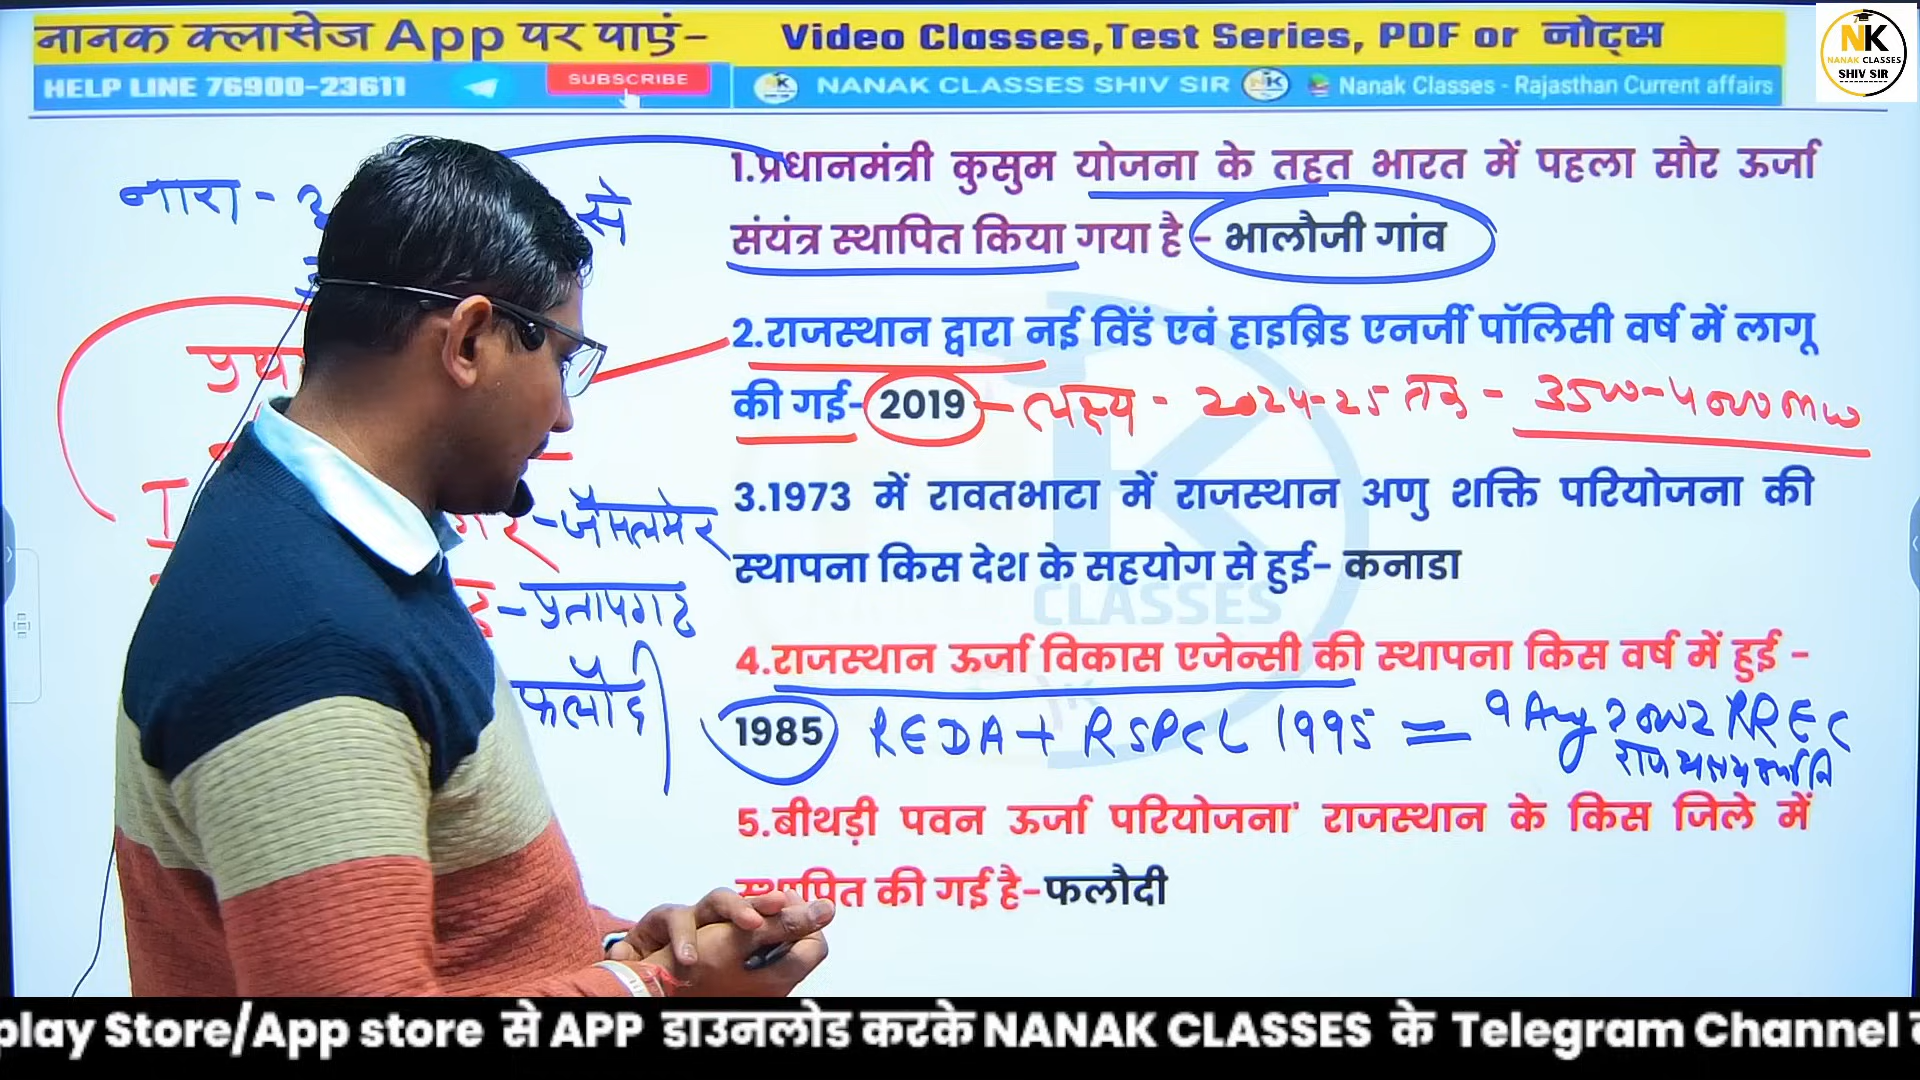 नानक क्लासेज App पर पाएं- Video Classes,Test Series, PDF or नोट्स
NK
NANAK CLASSES
SHIV SIR
HELP LINE 76900-23611 SUBSCRIBE NANAK CLASSES SHIV SIR Nanak Classes - Rajasthan Current affairs
नारा - से
1.प्रधानमंत्री कुसुम योजना के तहत भारत में पहला सौर ऊर्जा
संयंत्र स्थापित किया गया है - भालौजी गांव
2.राजस्थान द्वारा नई विंडं एवं हाइब्रिड एनर्जी पॉलिसी वर्ष में लागू
की गई- 2019 - लक्ष्य - 2024-25 तक - 3500-4000 mw
3.1973 में रावतभाटा में राजस्थान अणु शक्ति परियोजना की
जैसलमेर
स्थापना किस देश के सहयोग से हुई- कनाडा
प्रतापगढ
4.राजस्थान ऊर्जा विकास एजेन्सी की स्थापना किस वर्ष में हुई -
फलौदी
1985 REDA + RSPCL 1995 = 9 Aug 2002 RREC
5.बीथड़ी पवन ऊर्जा परियोजना' राजस्थान के किस जिले में
स्थापित की गई है-फलौदी
CLASSES
play Store/App store से APP डाउनलोड करके NANAK CLASSES के Telegram Channel